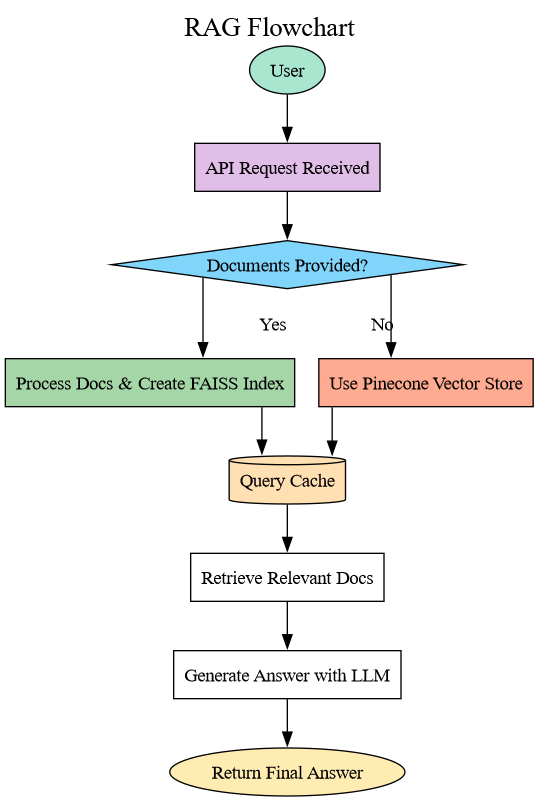 RAG Flowchart
User
API Request Received
Documents Provided?
Yes
No
Process Docs & Create FAISS Index
Use Pinecone Vector Store
Query Cache
Retrieve Relevant Docs
Generate Answer with LLM
Return Final Answer